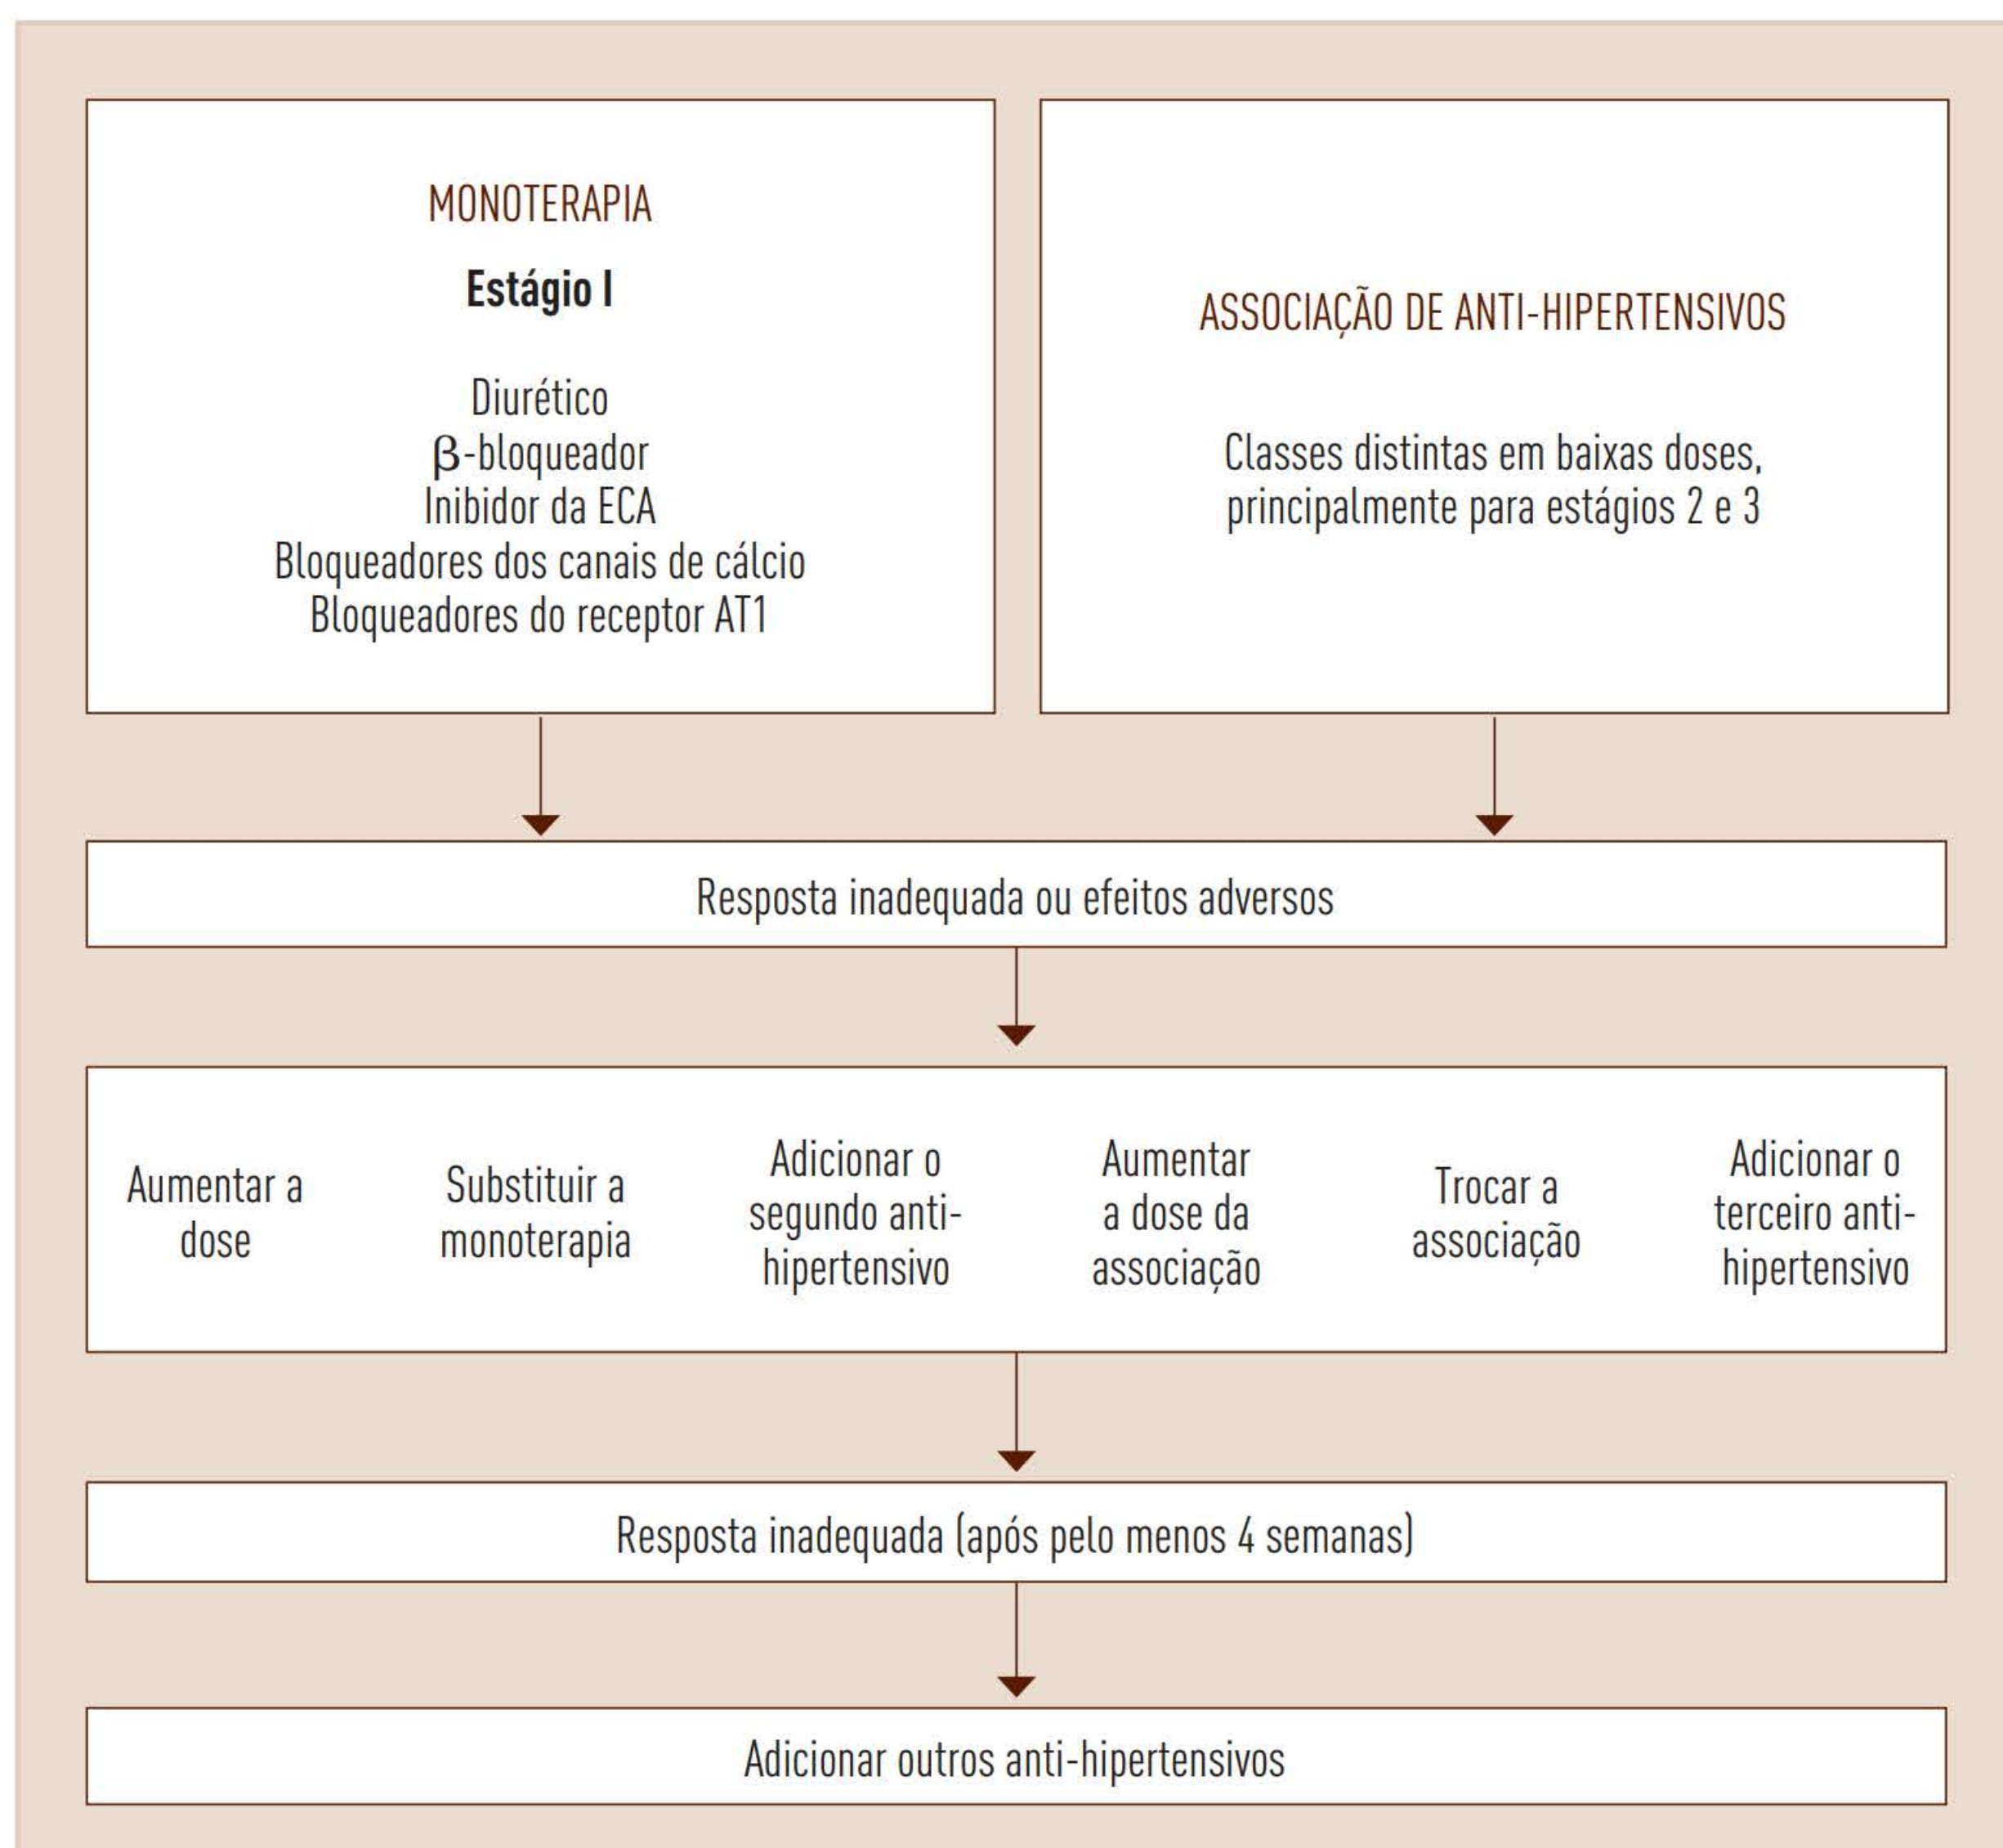 MONOTERAPIA
Estágio I
Diurético
β-bloqueador
Inibidor da ECA
Bloqueadores dos canais de cálcio
Bloqueadores do receptor AT1
ASSOCIAÇÃO DE ANTI-HIPERTENSIVOS
Classes distintas em baixas doses,
principalmente para estágios 2 e 3
Resposta inadequada ou efeitos adversos
Aumentar a
dose
Substituir a
monoterapia
Adicionar o
segundo anti-
hipertensivo
Aumentar
a dose da
associação
Trocar a
associação
Adicionar o
terceiro anti-
hipertensivo
Resposta inadequada (após pelo menos 4 semanas)
Adicionar outros anti-hipertensivos